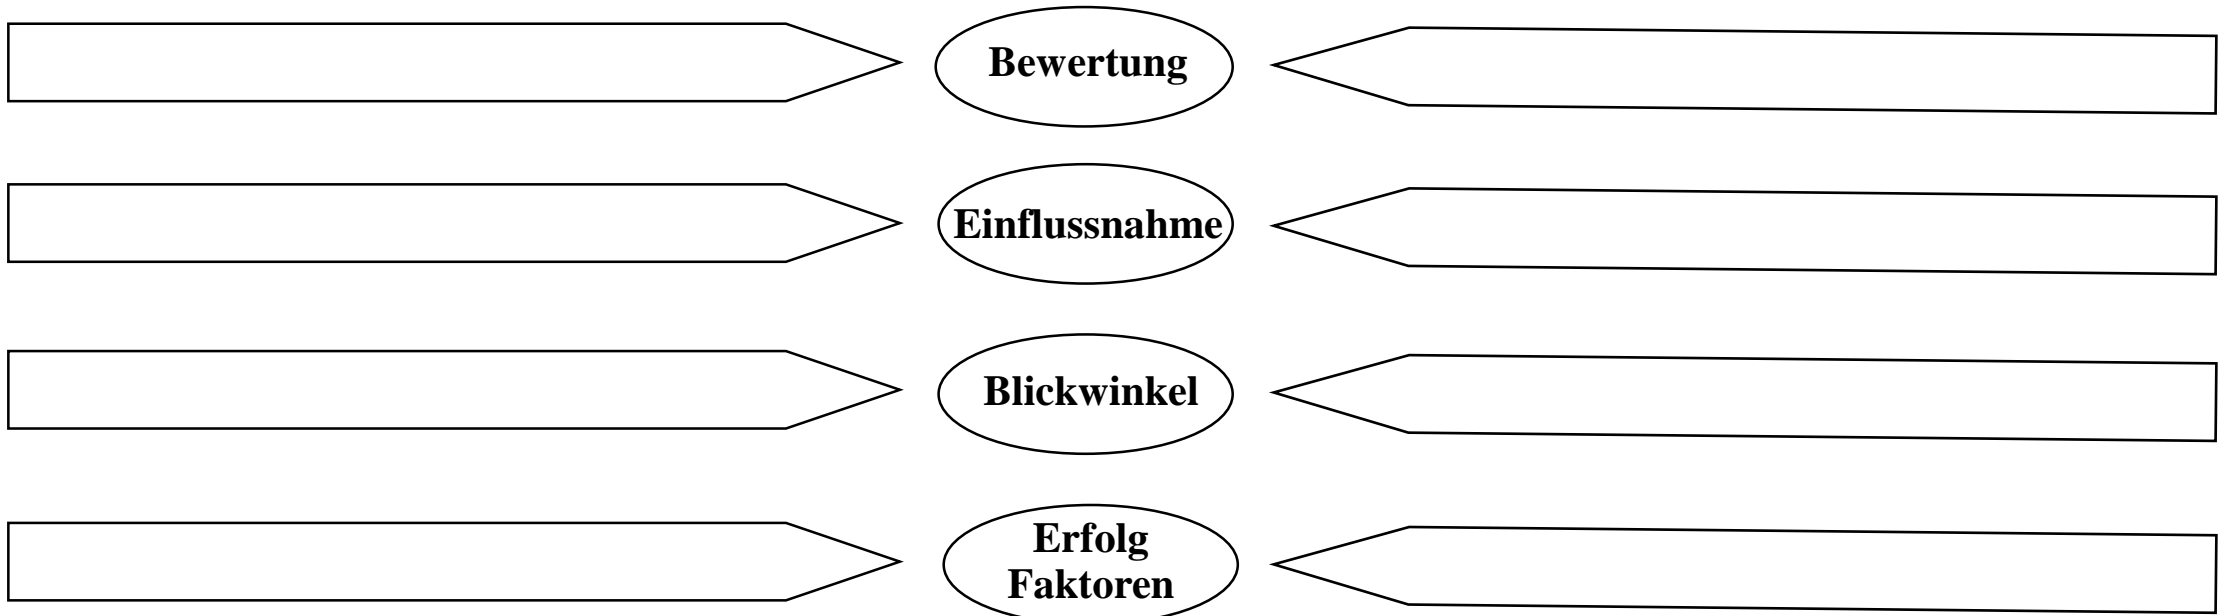 Bewertung
Einflussnahme
Blickwinkel
Erfolg
Faktoren